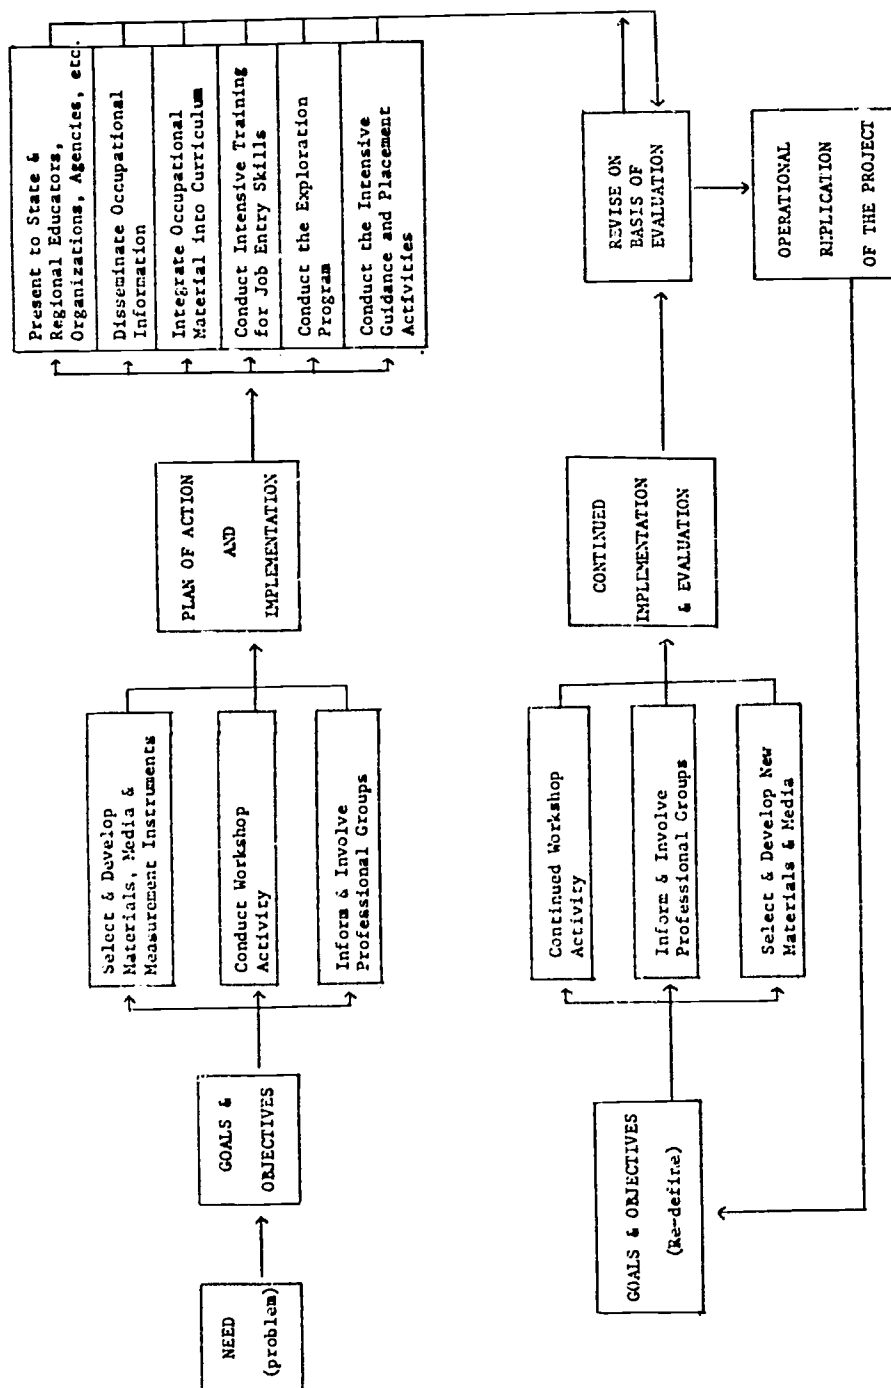 NEED
(problem)
GOALS &
OBJECTIVES
Select & Develop
Materials, Media &
Measurement Instruments
Conduct Workshop
Activity
Inform & Involve
Professional Groups
PLAN OF ACTION
AND
IMPLEMENTATION
Present to State &
Regional Educators,
Organizations, Agencies, etc.
Disseminate Occupational
Information
Integrate Occupational
Material into Curriculum
Conduct Intensive Training
for Job Entry Skills
Conduct the Exploration
Program
Conduct the Intensive
Guidance and Placement
Activities
GOALS & OBJECTIVES
(Re-define)
Continued Workshop
Activity
Inform & Involve
Professional Groups
Select & Develop New
Materials & Media
CONTINUED
IMPLEMENTATION
& EVALUATION
REVISE ON
BASIS OF
EVALUATION
OPERATIONAL
REPLICATION
OF THE PROJECT